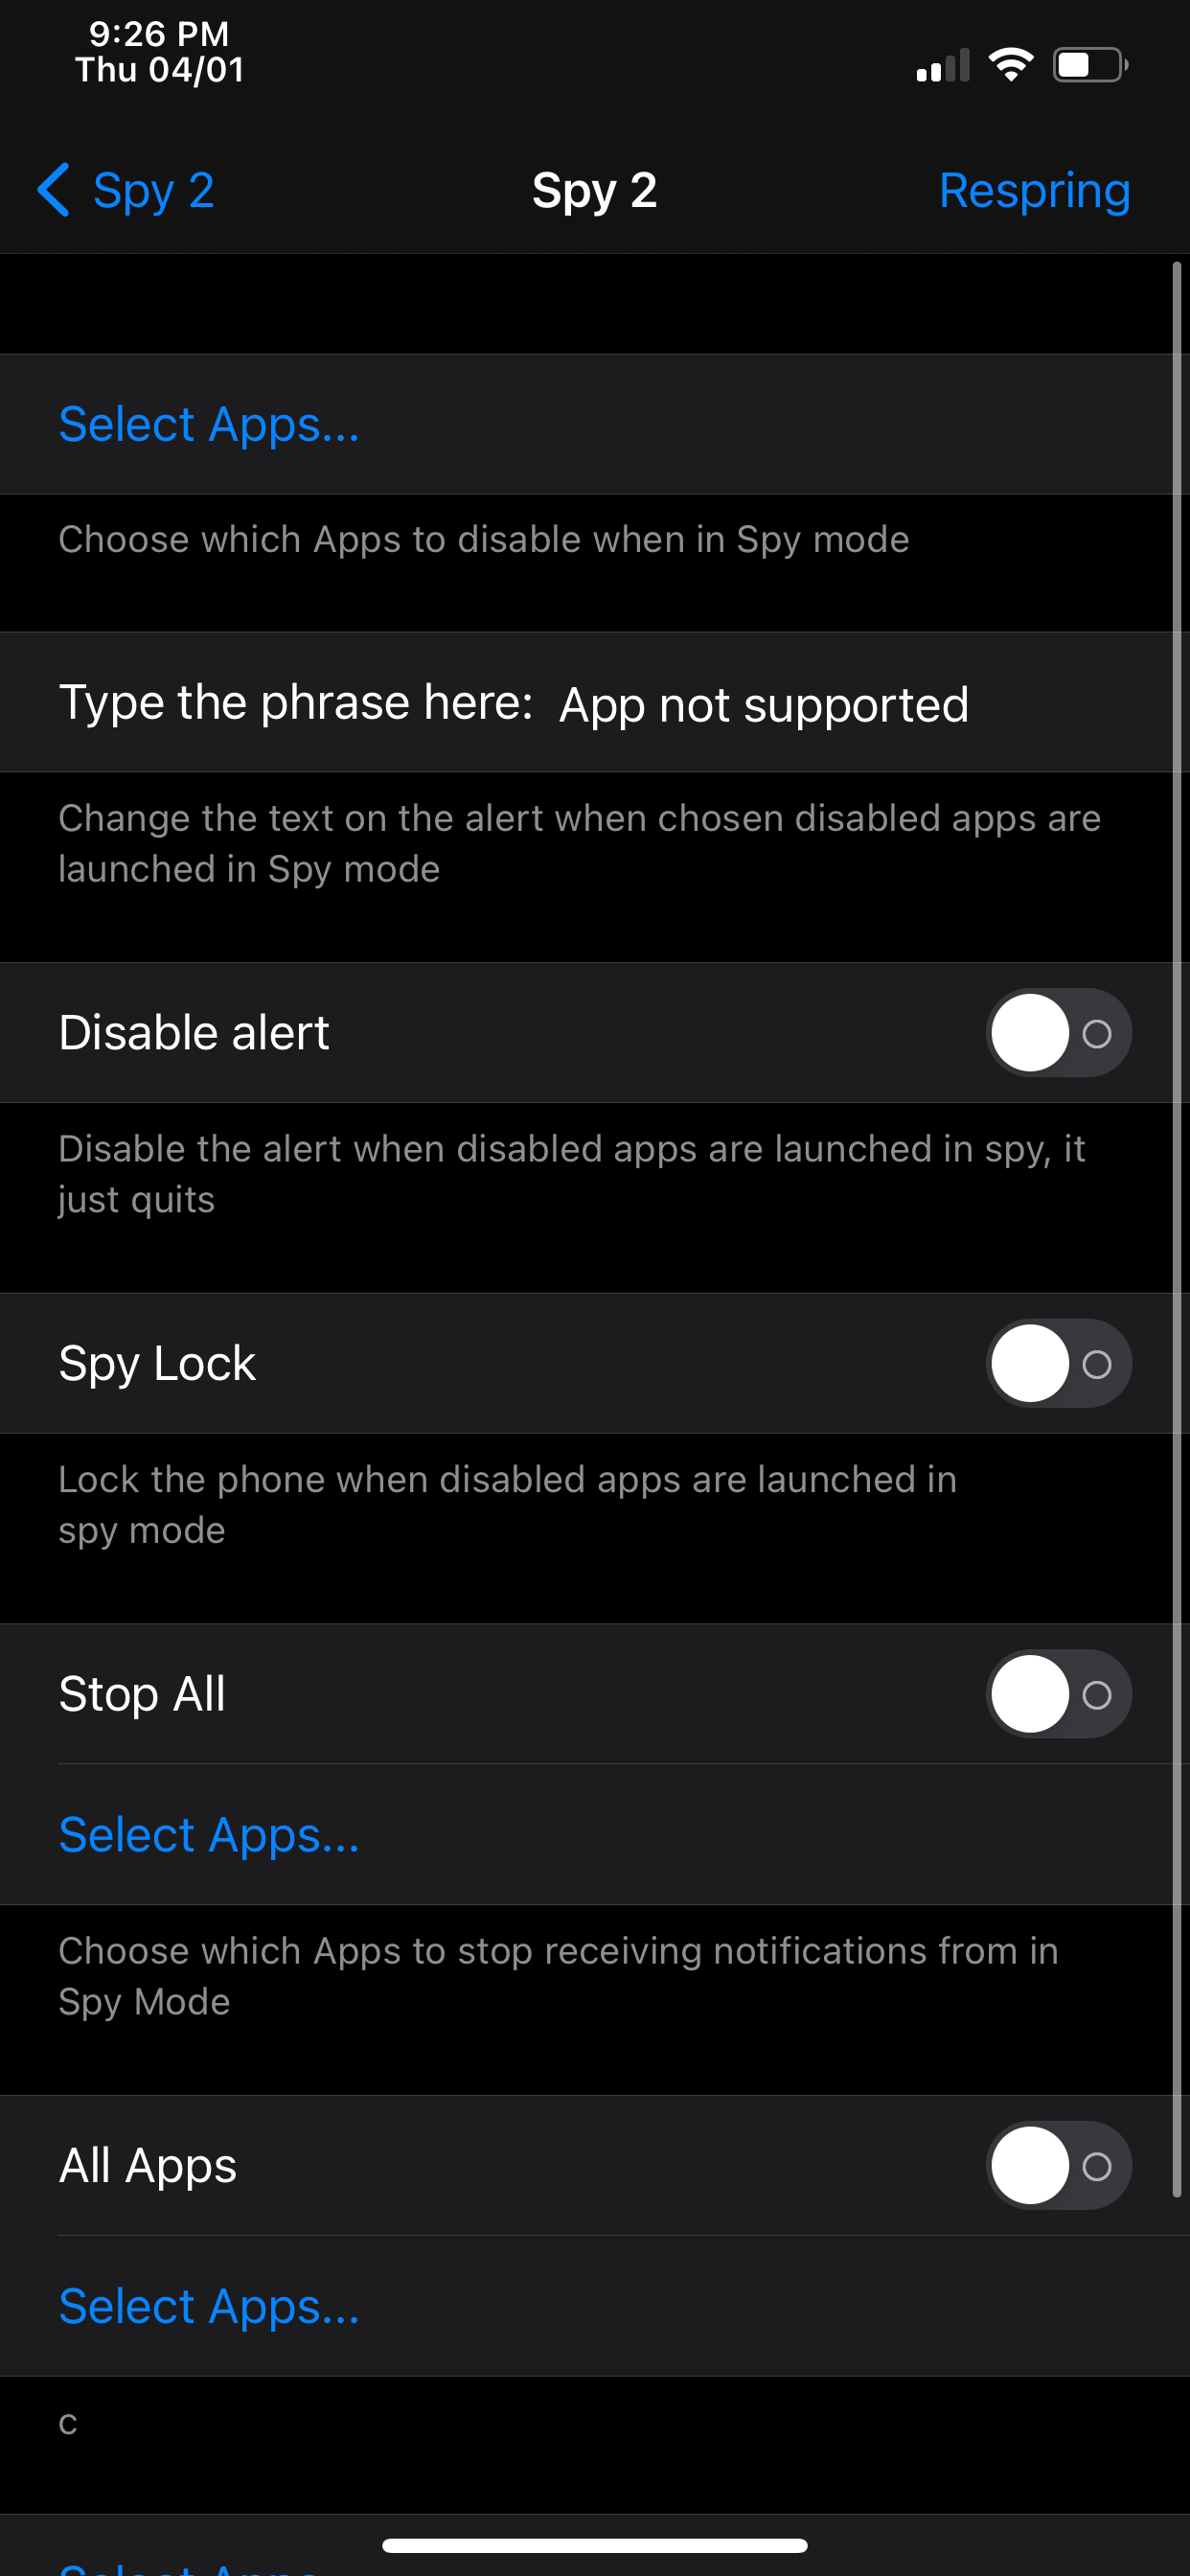 9:26 PM
Thu 04/01
Spy 2
Spy 2
Respring
Select Apps...
Choose which Apps to disable when in Spy mode
Type the phrase here: App not supported
Change the text on the alert when chosen disabled apps are
launched in Spy mode
Disable alert
Disable the alert when disabled apps are launched in spy, it
just quits
Spy Lock
Lock the phone when disabled apps are launched in
spy mode
Stop All
Select Apps...
Choose which Apps to stop receiving notifications from in
Spy Mode
All Apps
Select Apps...
c
Select Apps